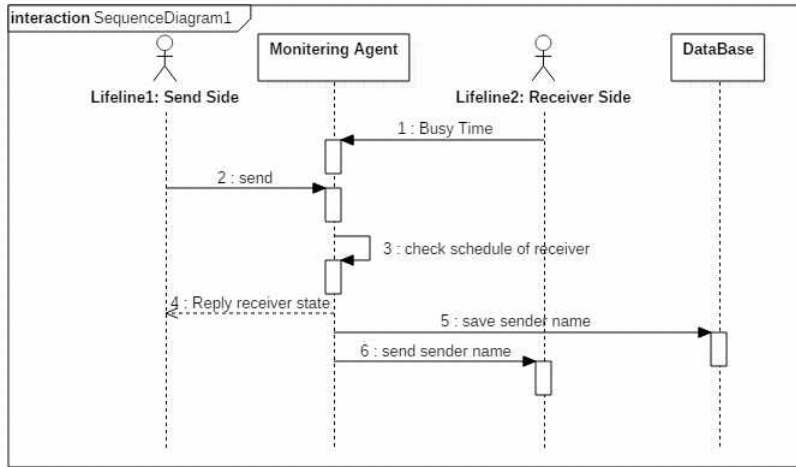 interaction SequenceDiagram1
Monitering Agent
DataBase
Lifeline1: Send Side
Lifeline2: Receiver Side
1 : Busy Time
2 : send
3 : check schedule of receiver
4 : Reply receiver state
5 : save sender name
6 : send sender name